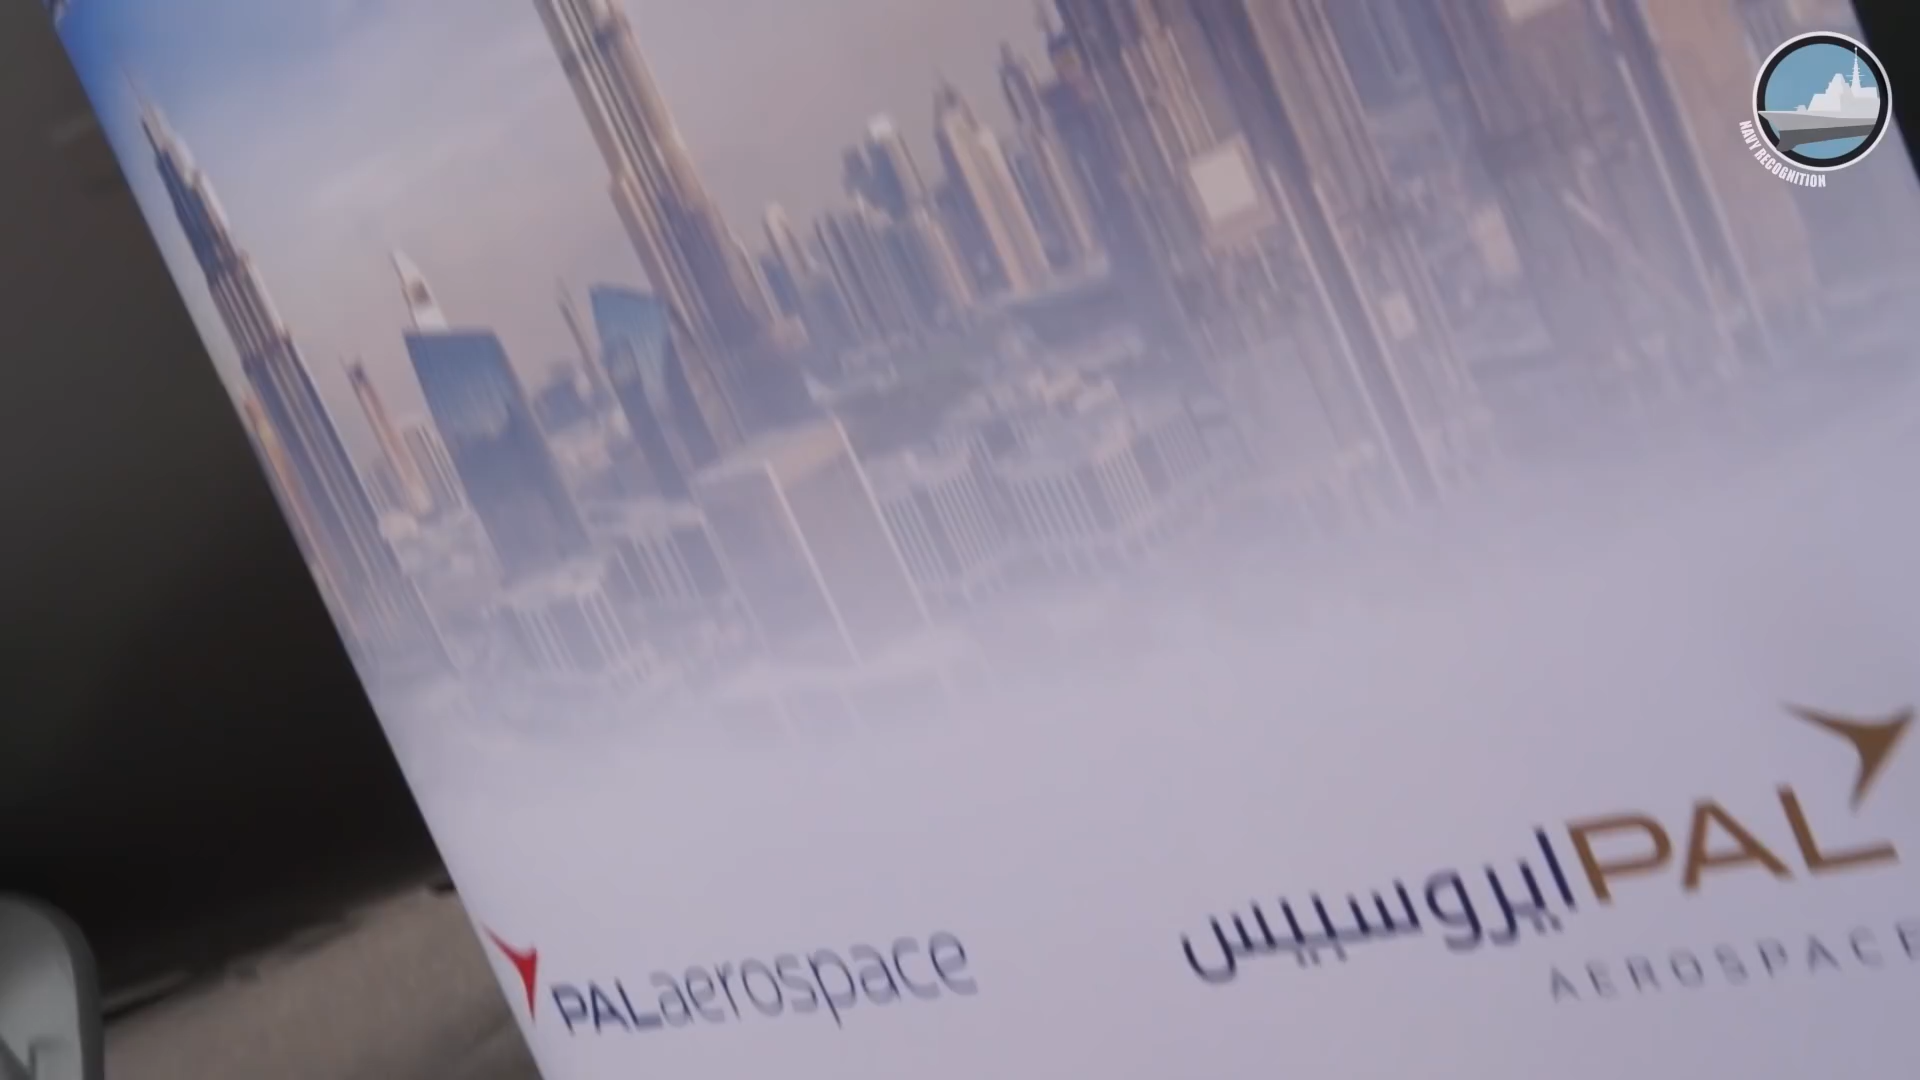 NAVY RECOGNITION
PALaerospace
ايروسبيس PAL
AEROSPACE